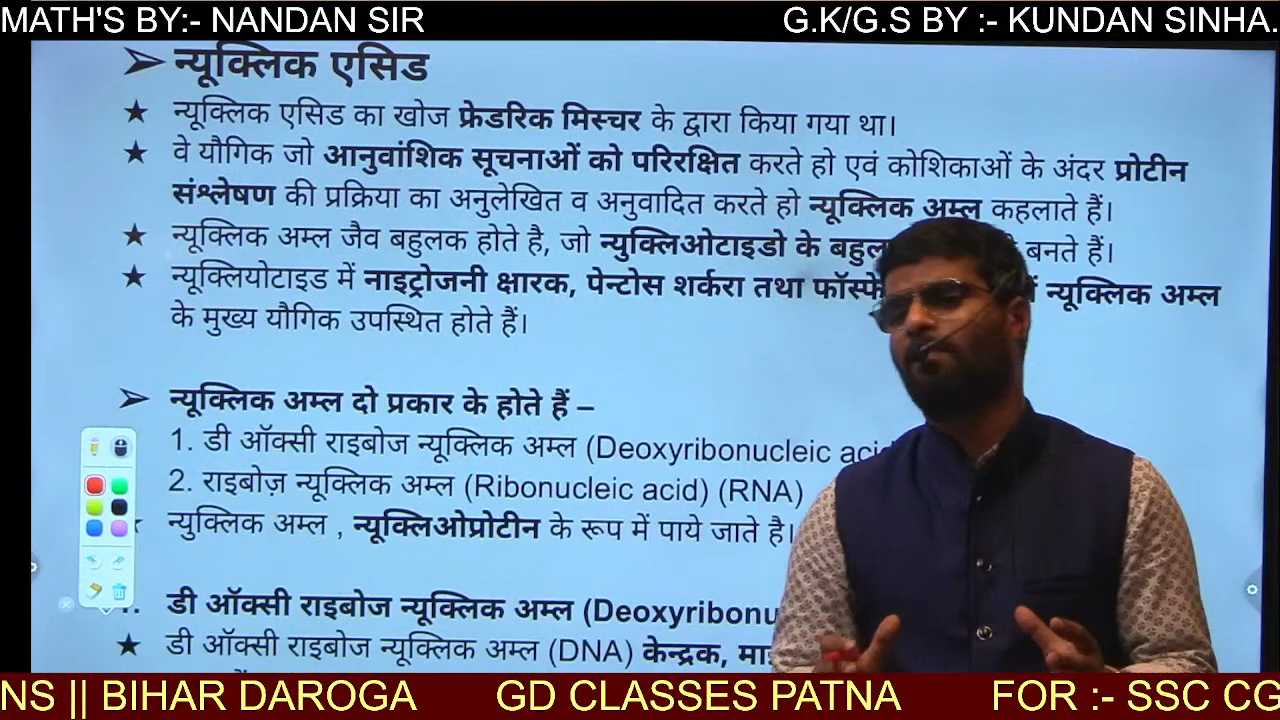 MATH'S BY:- NANDAN SIR G.K/G.S BY :- KUNDAN SINHA.
➢ न्यूक्लिक एसिड
★ न्यूक्लिक एसिड का खोज फ्रेडरिक मिस्चर के द्वारा किया गया था।
★ वे यौगिक जो आनुवांशिक सूचनाओं को परिरक्षित करते हो एवं कोशिकाओं के अंदर प्रोटीन
संश्लेषण की प्रक्रिया का अनुलेखित व अनुवादित करते हो न्यूक्लिक अम्ल कहलाते हैं।
★ न्यूक्लिक अम्ल जैव बहुलक होते है, जो न्युक्लिओटाइडो के बहुल बनते हैं।
★ न्यूक्लियोटाइड में नाइट्रोजनी क्षारक, पेन्टोस शर्करा तथा फॉस्फे न्यूक्लिक अम्ल
के मुख्य यौगिक उपस्थित होते हैं।
➢ न्यूक्लिक अम्ल दो प्रकार के होते हैं –
1. डी ऑक्सी राइबोज न्यूक्लिक अम्ल (Deoxyribonucleic acid
2. राइबोज़ न्यूक्लिक अम्ल (Ribonucleic acid) (RNA)
न्युक्लिक अम्ल , न्यूक्लिओप्रोटीन के रूप में पाये जाते है।
डी ऑक्सी राइबोज न्यूक्लिक अम्ल (Deoxyribonu
★ डी ऑक्सी राइबोज न्यूक्लिक अम्ल (DNA) केन्द्रक, मा
NS || BIHAR DAROGA GD CLASSES PATNA FOR :- SSC CG